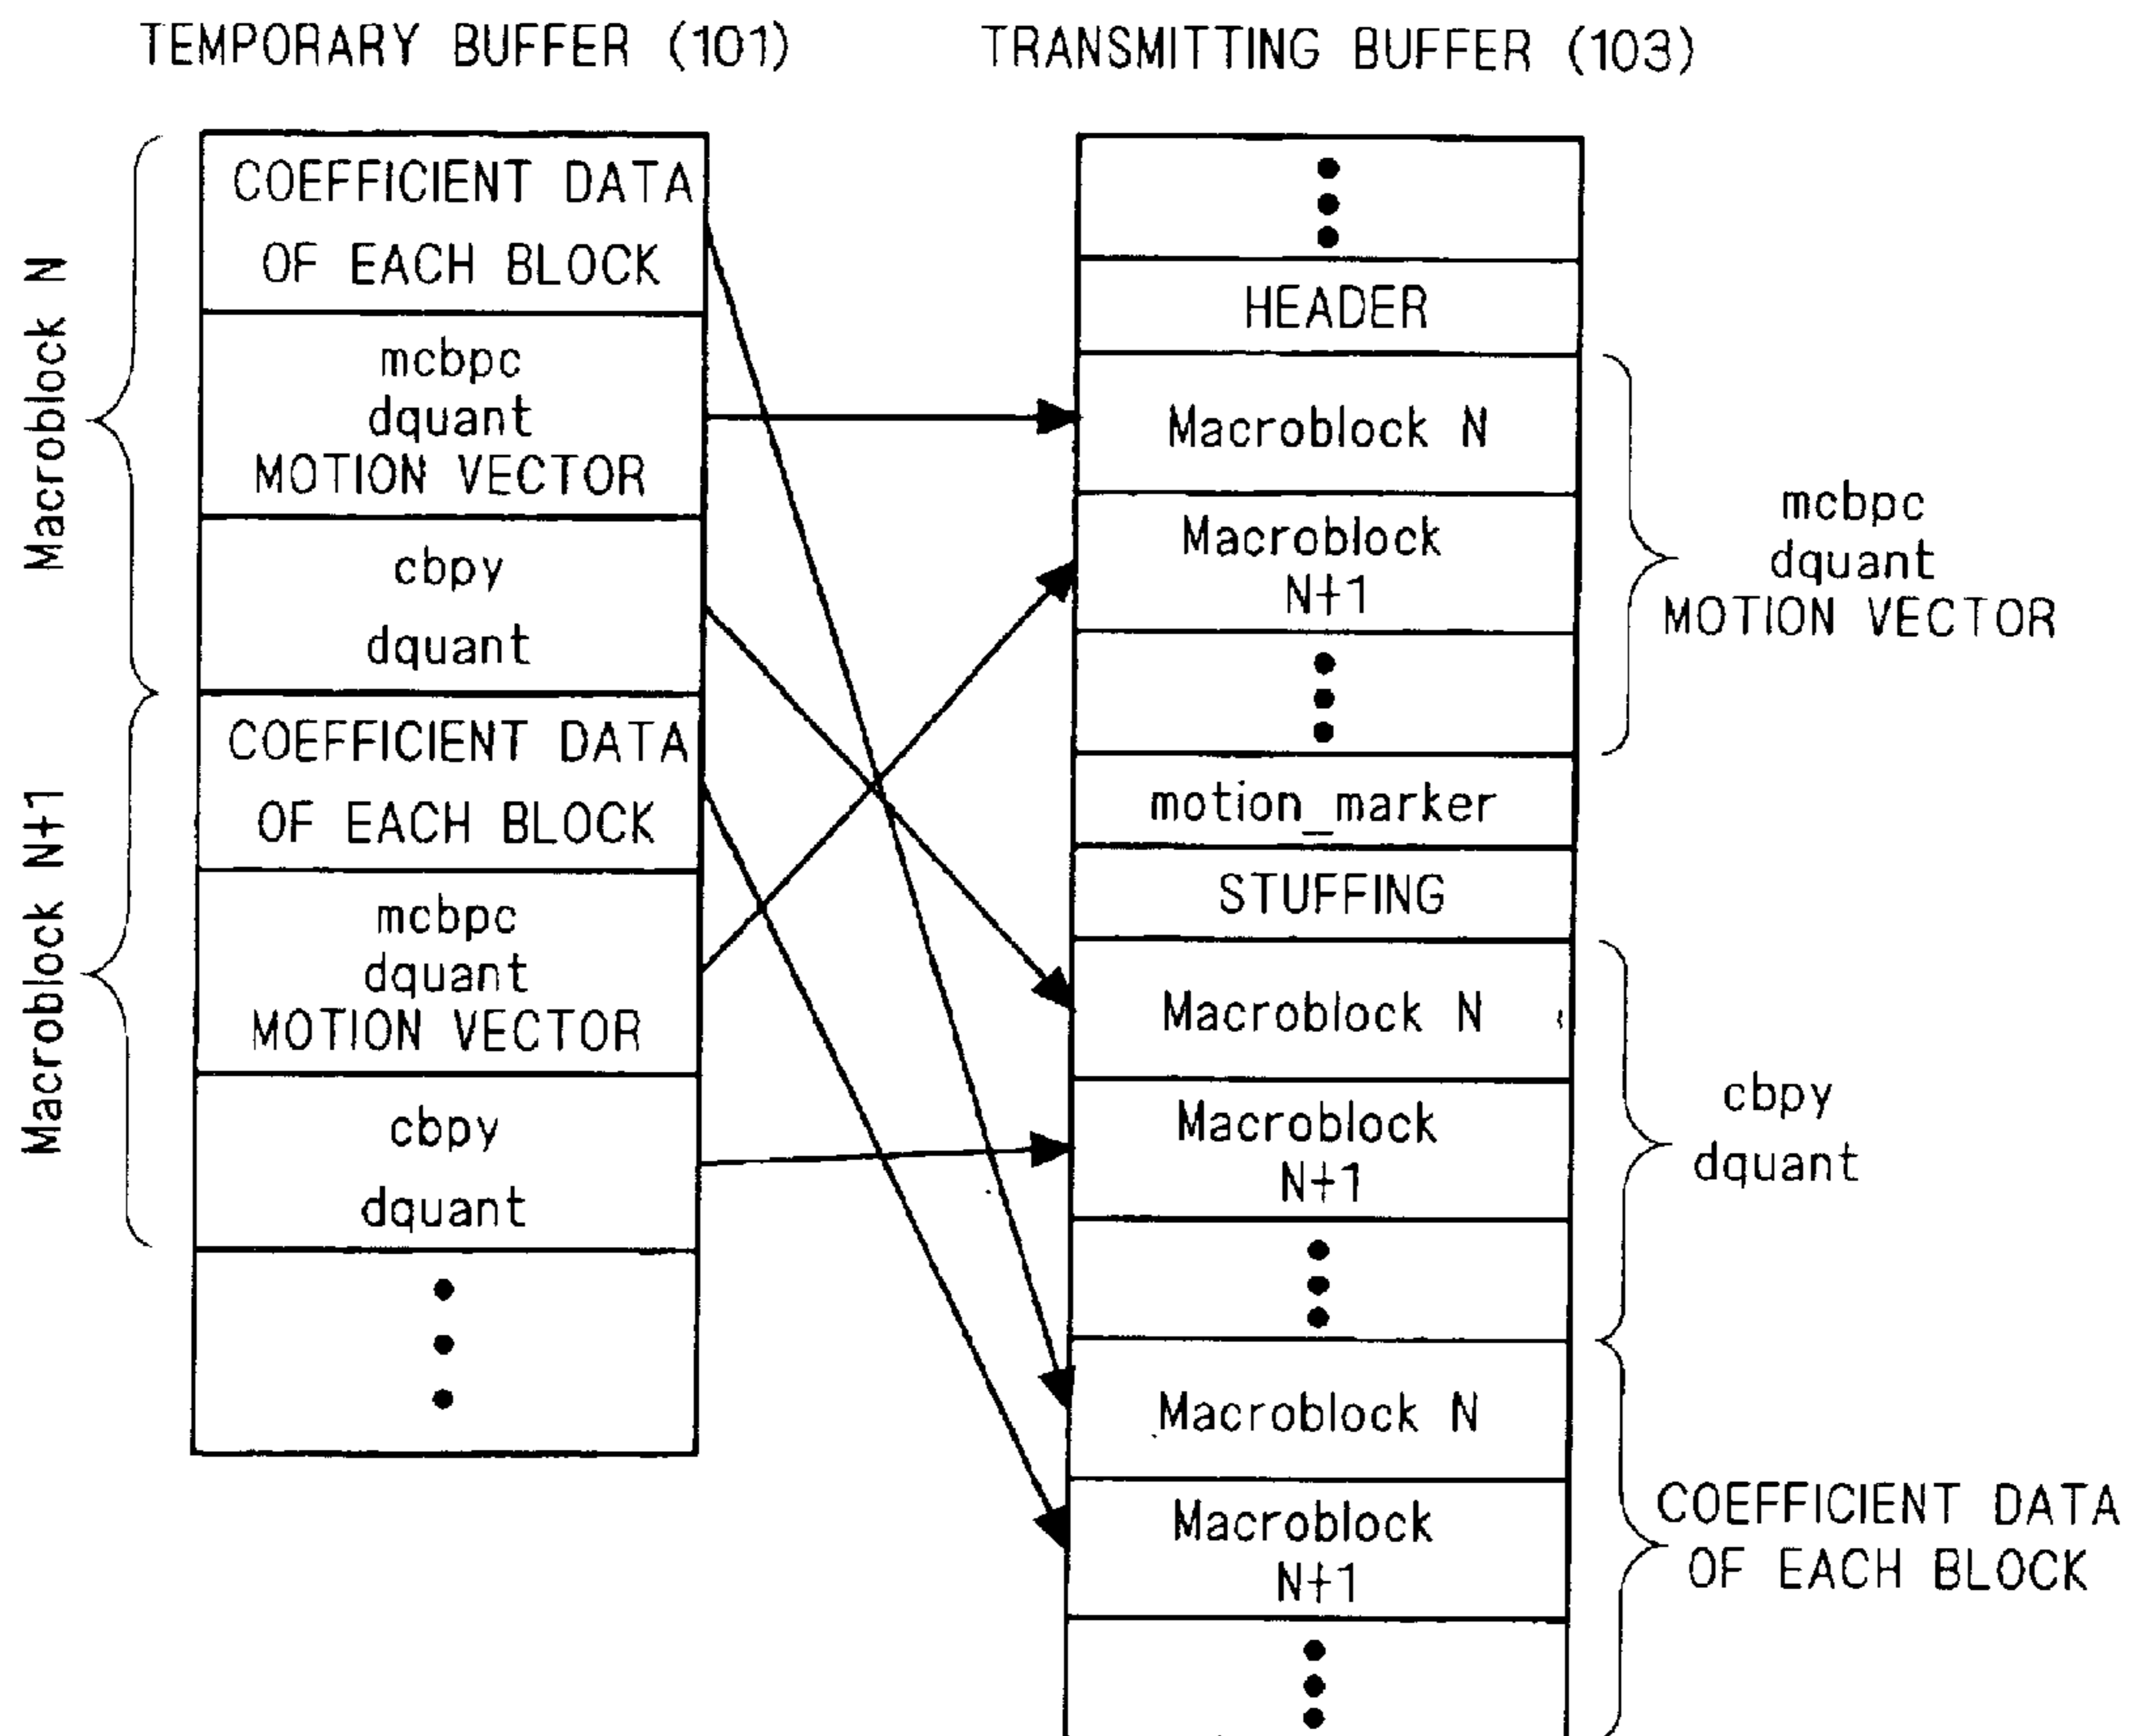 TEMPORARY BUFFER (101)
TRANSMITTING BUFFER (103)
Macroblock N
COEFFICIENT DATA
OF EACH BLOCK
mcbpc
dquant
MOTION VECTOR
cbpy
dquant
Macroblock N+1
COEFFICIENT DATA
OF EACH BLOCK
mcbpc
dquant
MOTION VECTOR
cbpy
dquant
HEADER
Macroblock N
Macroblock
N+1
mcbpc
dquant
MOTION VECTOR
motion_marker
STUFFING
Macroblock N
Macroblock
N+1
cbpy
dquant
Macroblock N
Macroblock
N+1
COEFFICIENT DATA
OF EACH BLOCK